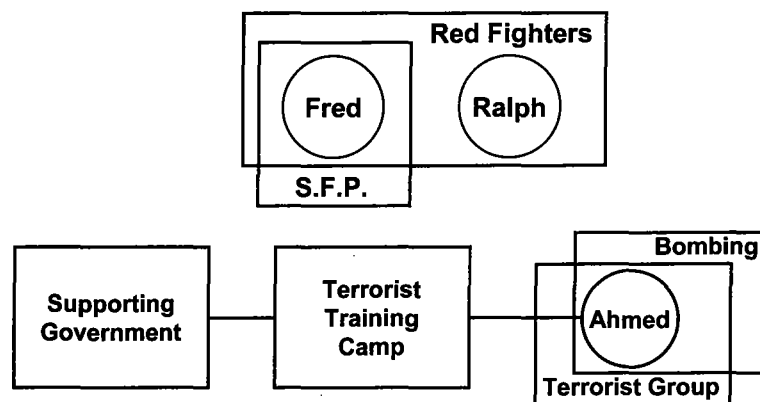 Red Fighters
Fred
Ralph
S.F.P.
Supporting
Government
Terrorist
Training
Camp
Bombing
Ahmed
Terrorist Group